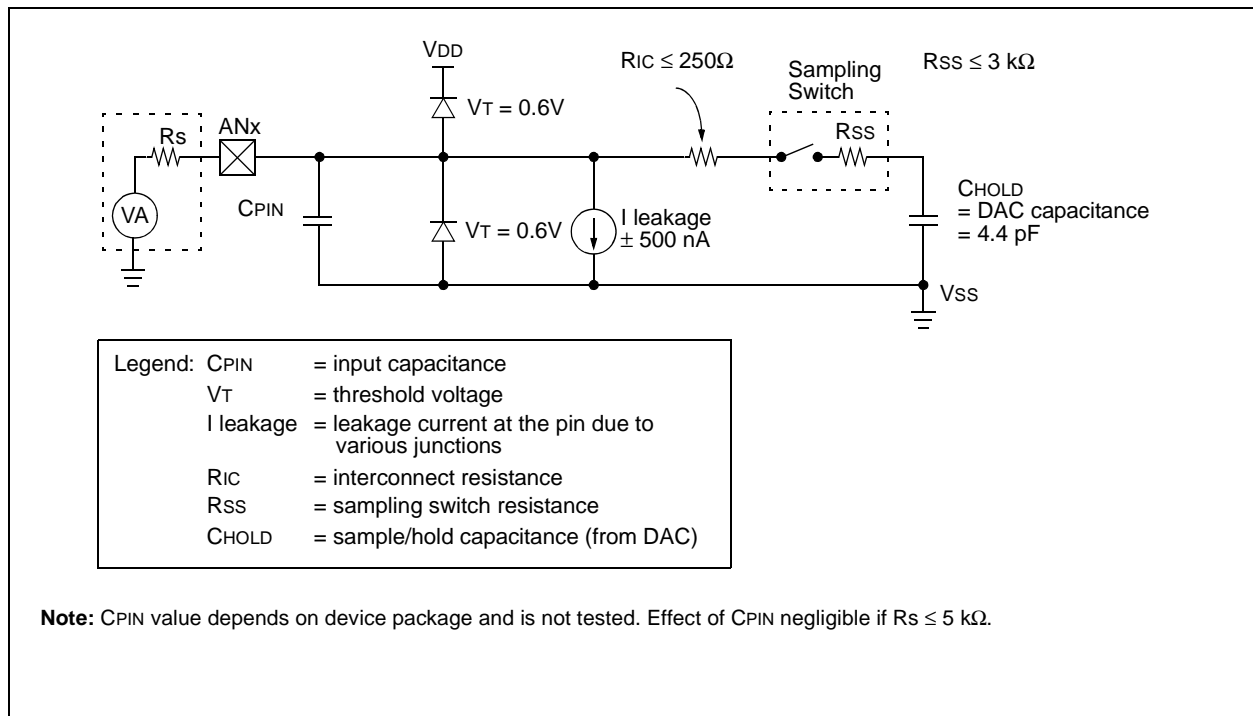 VDD
RIC ≤ 250Ω
Sampling
Switch
RSS ≤ 3 kΩ
VT = 0.6V
Rs
ANx
RSS
VA
CPIN
VT = 0.6V
I leakage
± 500 nA
CHOLD
= DAC capacitance
= 4.4 pF
VSS
Legend: CPIN = input capacitance
VT = threshold voltage
I leakage = leakage current at the pin due to
various junctions
RIC = interconnect resistance
RSS = sampling switch resistance
CHOLD = sample/hold capacitance (from DAC)
Note: CPIN value depends on device package and is not tested. Effect of CPIN negligible if Rs ≤ 5 kΩ.